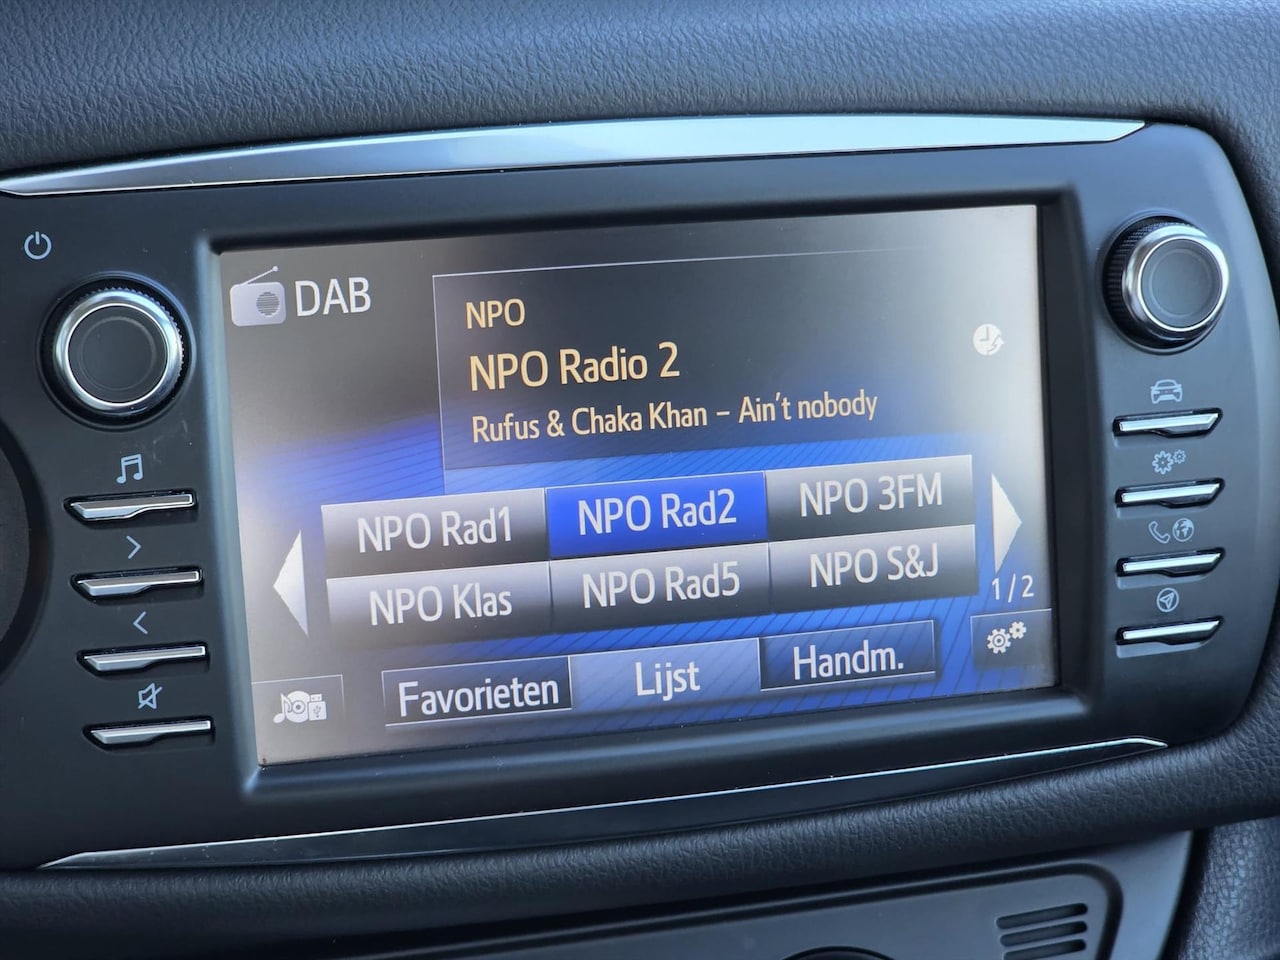 DAB
NPO
NPO Radio 2
Rufus & Chaka Khan – Ain't nobody
NPO Rad1 NPO Rad2 NPO 3FM
NPO Klas NPO Rad5 NPO S&J
1/2
Favorieten Lijst Handm.